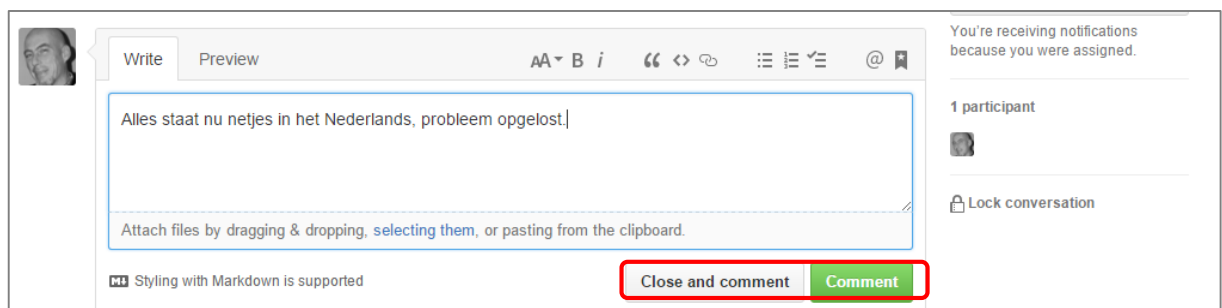 You're receiving notifications
because you were assigned.
Write Preview AA B i @
Alles staat nu netjes in het Nederlands, probleem opgelost.
1 participant
Attach files by dragging & dropping, selecting them, or pasting from the clipboard.
Lock conversation
Styling with Markdown is supported
Close and comment Comment